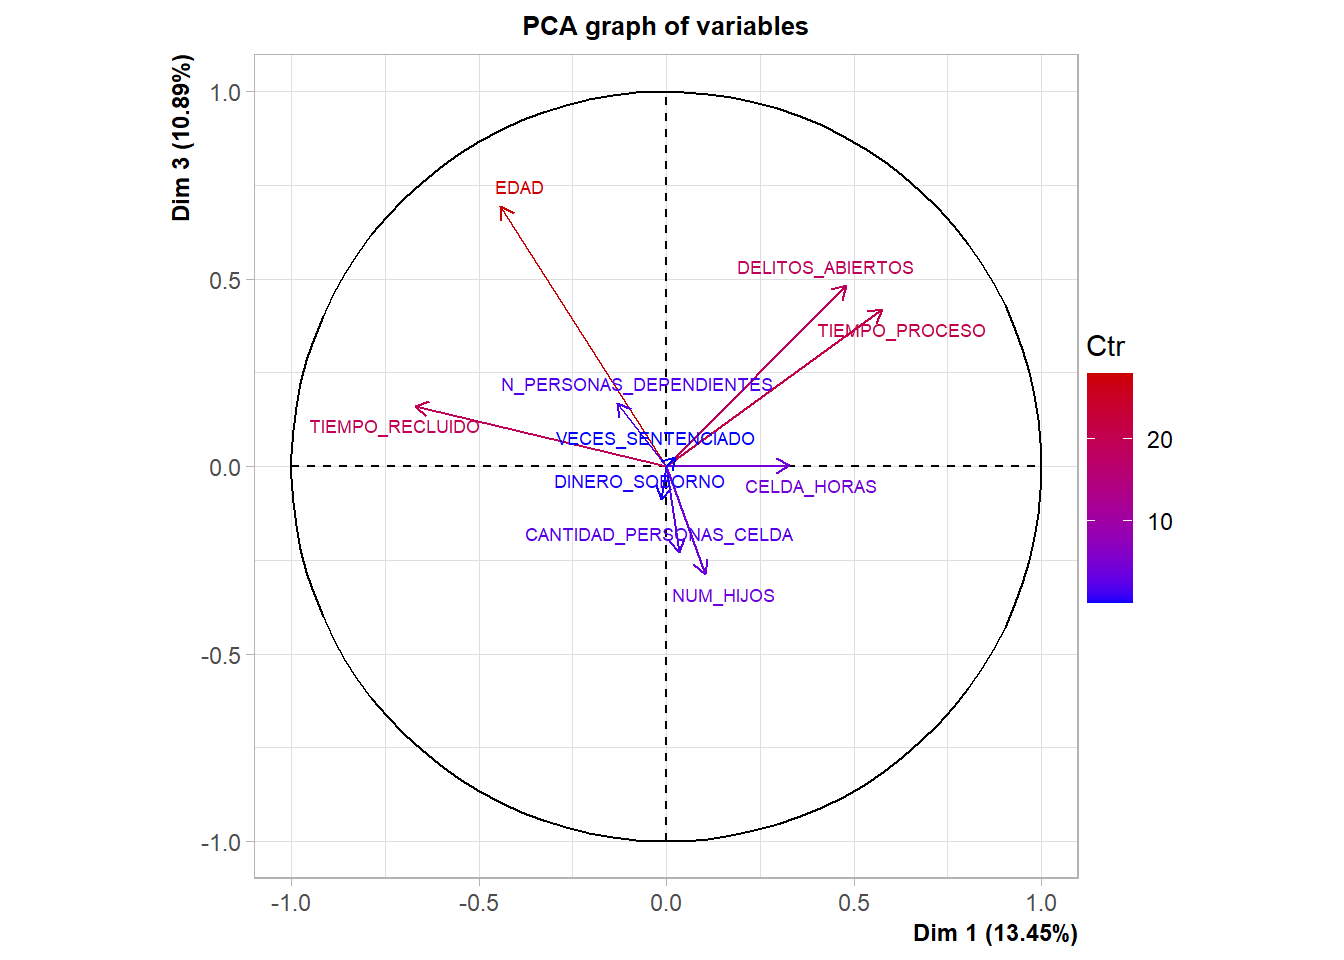 PCA graph of variables
Dim 3 (10.89%)
1.0
0.5
0.0
-0.5
-1.0
EDAD
DELITOS_ABIERTOS
TIEMPO_PROCESO
N_PERSONAS_DEPENDIENTES
TIEMPO_RECLUIDO
VECES_SENTENCIADO
DINERO_SOBORNO
CELDA_HORAS
CANTIDAD_PERSONAS_CELDA
NUM_HIJOS
Ctr
20
10
-1.0
-0.5
0.0
0.5
1.0
Dim 1 (13.45%)